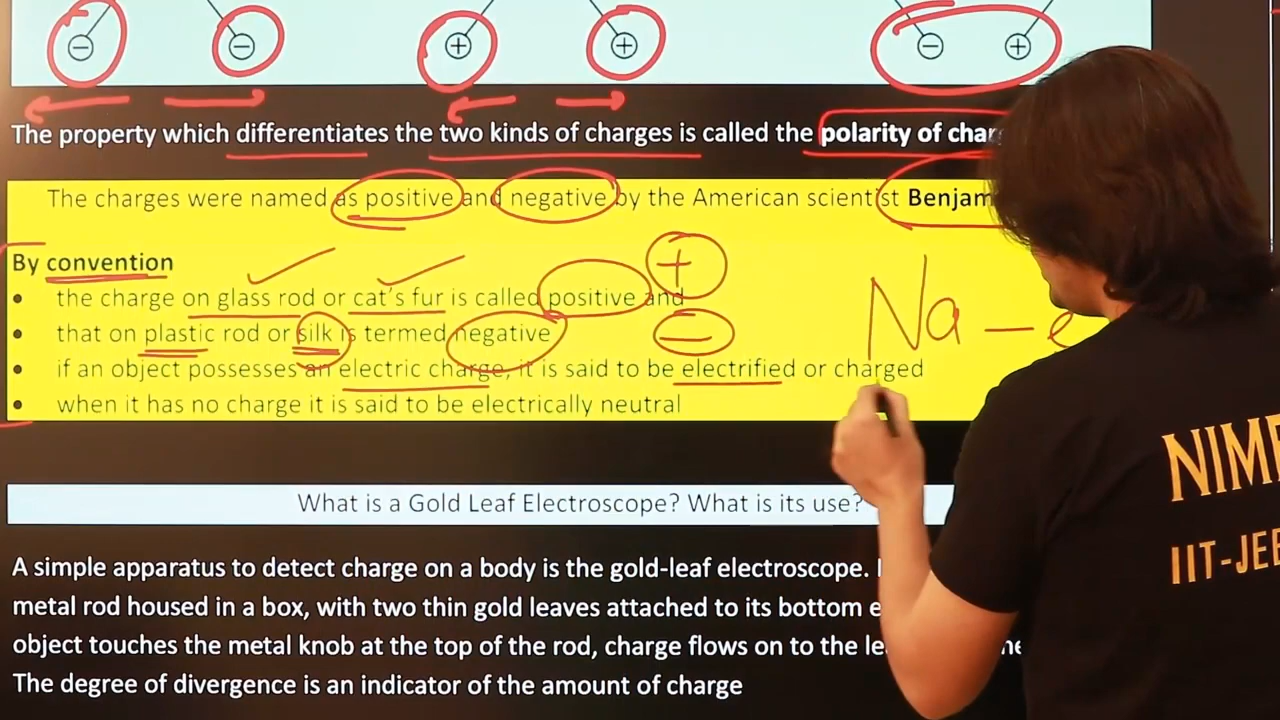 − − + + − +
The property which differentiates the two kinds of charges is called the polarity of char
The charges were named as positive and negative by the American scientist Benjam
By convention
• the charge on glass rod or cat's fur is called positive and
+
• that on plastic rod or silk is termed negative
−
Na − e
• if an object possesses an electric charge, it is said to be electrified or charged
• when it has no charge it is said to be electrically neutral
What is a Gold Leaf Electroscope? What is its use?
A simple apparatus to detect charge on a body is the gold-leaf electroscope.
metal rod housed in a box, with two thin gold leaves attached to its bottom e
object touches the metal knob at the top of the rod, charge flows on to the le
The degree of divergence is an indicator of the amount of charge
NIM
IIT-JEE